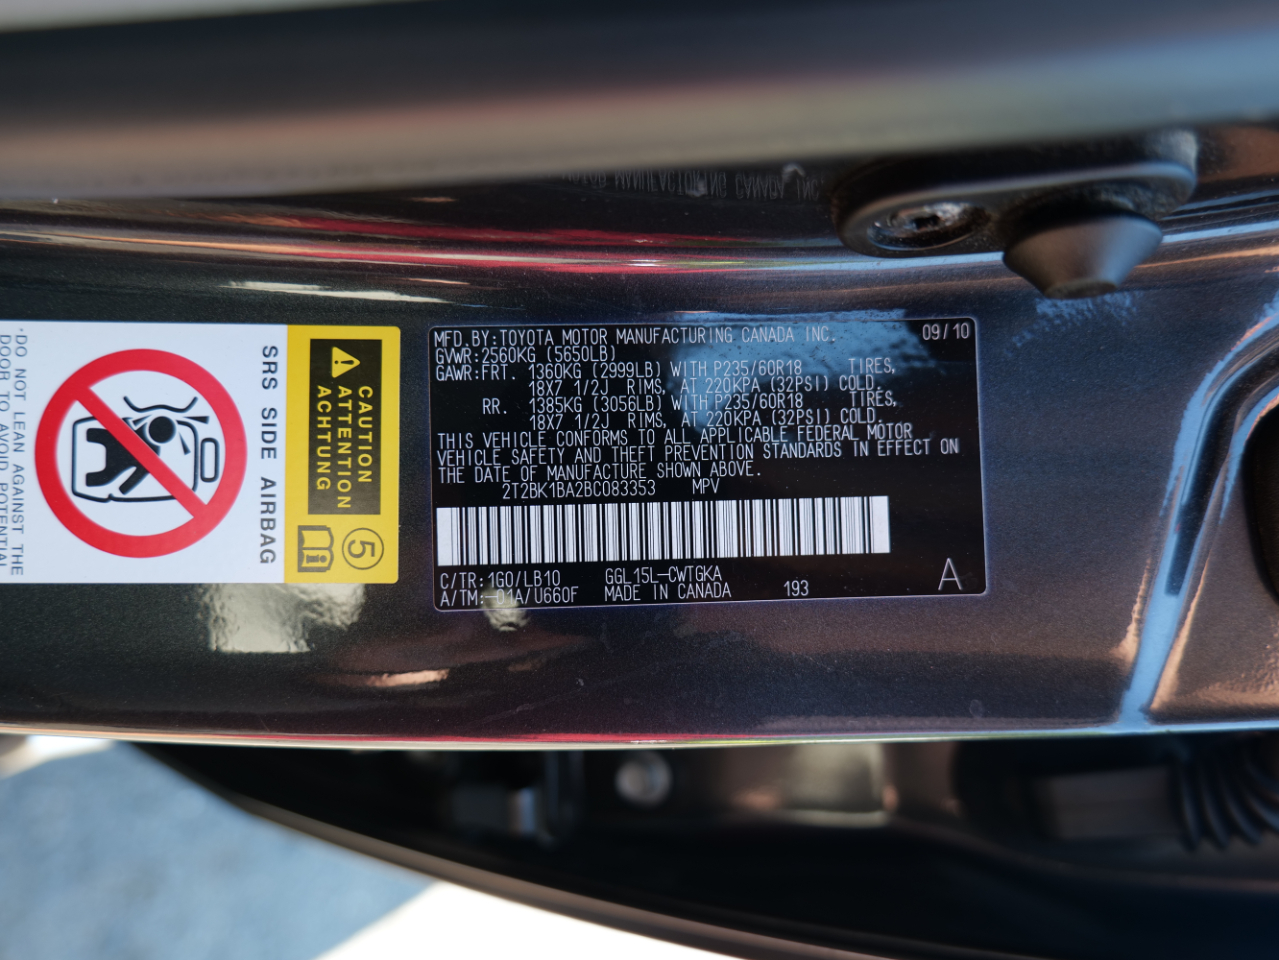 MFD. BY: TOYOTA MOTOR MANUFACTURING CANADA INC. 09/10
GVWR: 2560KG (5650LB)
GAWR: FRT. 1360KG (2999LB) WITH P235/60R18 TIRES,
18X7 1/2J RIMS, AT 220KPA (32PSI) COLD.
RR. 1385KG (3056LB) WITH P235/60R18 TIRES,
18X7 1/2J RIMS, AT 220KPA (32PSI) COLD.
THIS VEHICLE CONFORMS TO ALL APPLICABLE FEDERAL MOTOR
VEHICLE SAFETY AND THEFT PREVENTION STANDARDS IN EFFECT ON
THE DATE OF MANUFACTURE SHOWN ABOVE.
2T2BK1BA2BC083353 MPV
C/TR: 1G0/LB10 GGL15L-CWTGKA
A/TM: -01A/U660F MADE IN CANADA 193 A
CAUTION
ATTENTION
ACHTUNG
5
SRS SIDE AIRBAG
·DO NOT LEAN AGAINST THE
DOOR TO AVOID POTENTIAL